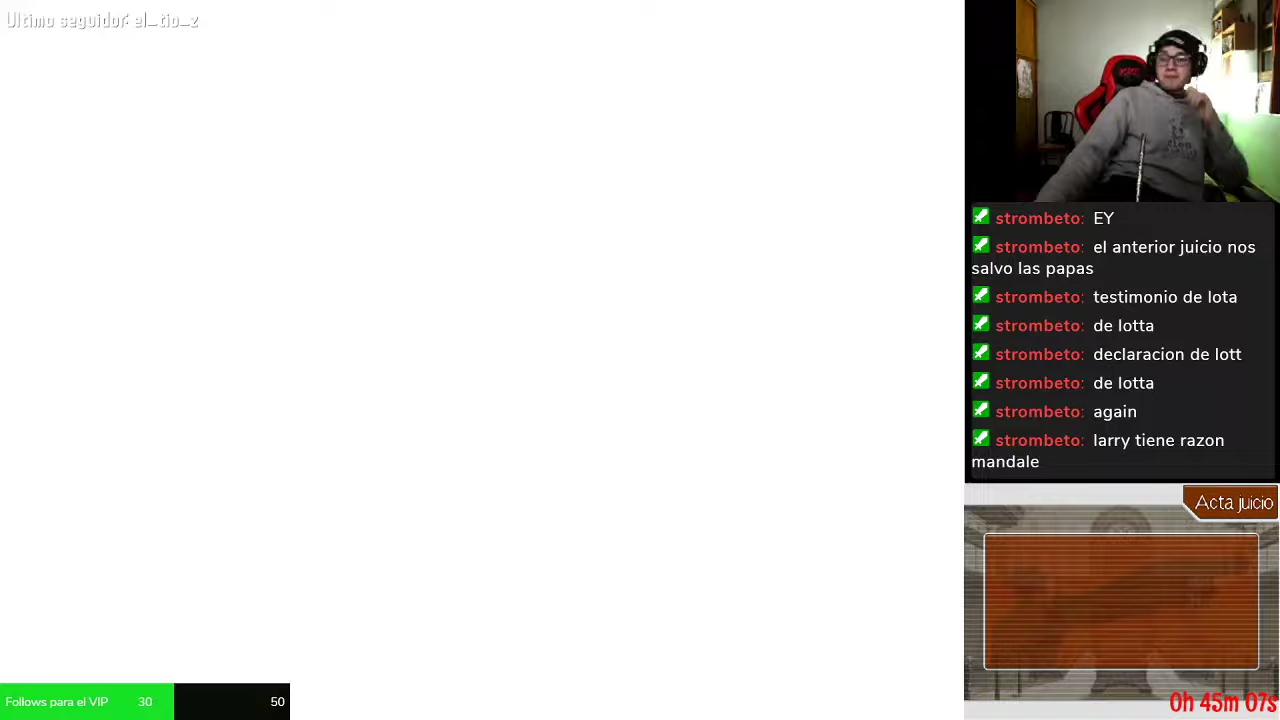 Ultimo seguidor: el_tio_z
strombeto: EY
strombeto: el anterior juicio nos
salvo las papas
strombeto: testimonio de lota
strombeto: de lotta
strombeto: declaracion de lott
strombeto: de lotta
strombeto: again
strombeto: larry tiene razon
mandale
Acta juicio
Follows para el VIP 30 50
0h 45m 07s